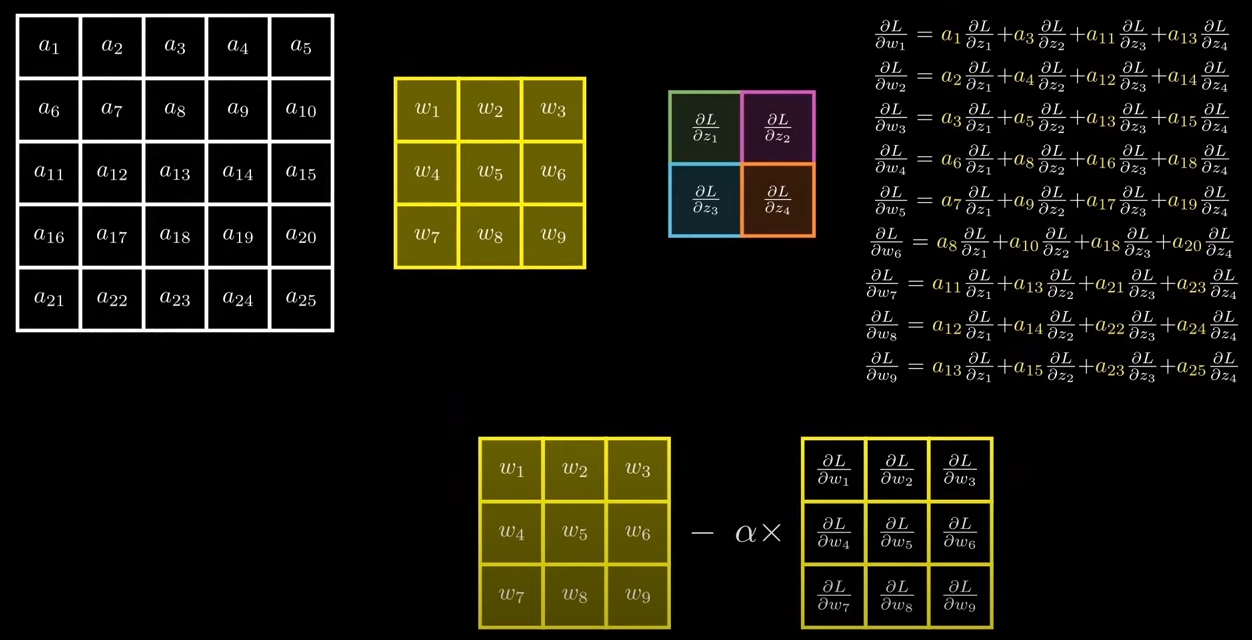 a₁ a₂ a₃ a₄ a₅
a₆ a₇ a₈ a₉ a₁₀
a₁₁ a₁₂ a₁₃ a₁₄ a₁₅
a₁₆ a₁₇ a₁₈ a₁₉ a₂₀
a₂₁ a₂₂ a₂₃ a₂₄ a₂₅
w₁ w₂ w₃
w₄ w₅ w₆
w₇ w₈ w₉
∂L/∂z₁ ∂L/∂z₂
∂L/∂z₃ ∂L/∂z₄
∂L/∂w₁ = a₁ ∂L/∂z₁ + a₃ ∂L/∂z₂ + a₁₁ ∂L/∂z₃ + a₁₃ ∂L/∂z₄
∂L/∂w₂ = a₂ ∂L/∂z₁ + a₄ ∂L/∂z₂ + a₁₂ ∂L/∂z₃ + a₁₄ ∂L/∂z₄
∂L/∂w₃ = a₃ ∂L/∂z₁ + a₅ ∂L/∂z₂ + a₁₃ ∂L/∂z₃ + a₁₅ ∂L/∂z₄
∂L/∂w₄ = a₆ ∂L/∂z₁ + a₈ ∂L/∂z₂ + a₁₆ ∂L/∂z₃ + a₁₈ ∂L/∂z₄
∂L/∂w₅ = a₇ ∂L/∂z₁ + a₉ ∂L/∂z₂ + a₁₇ ∂L/∂z₃ + a₁₉ ∂L/∂z₄
∂L/∂w₆ = a₈ ∂L/∂z₁ + a₁₀ ∂L/∂z₂ + a₁₈ ∂L/∂z₃ + a₂₀ ∂L/∂z₄
∂L/∂w₇ = a₁₁ ∂L/∂z₁ + a₁₃ ∂L/∂z₂ + a₂₁ ∂L/∂z₃ + a₂₃ ∂L/∂z₄
∂L/∂w₈ = a₁₂ ∂L/∂z₁ + a₁₄ ∂L/∂z₂ + a₂₂ ∂L/∂z₃ + a₂₄ ∂L/∂z₄
∂L/∂w₉ = a₁₃ ∂L/∂z₁ + a₁₅ ∂L/∂z₂ + a₂₃ ∂L/∂z₃ + a₂₅ ∂L/∂z₄
w₁ w₂ w₃
w₄ w₅ w₆
w₇ w₈ w₉
− α×
∂L/∂w₁ ∂L/∂w₂ ∂L/∂w₃
∂L/∂w₄ ∂L/∂w₅ ∂L/∂w₆
∂L/∂w₇ ∂L/∂w₈ ∂L/∂w₉